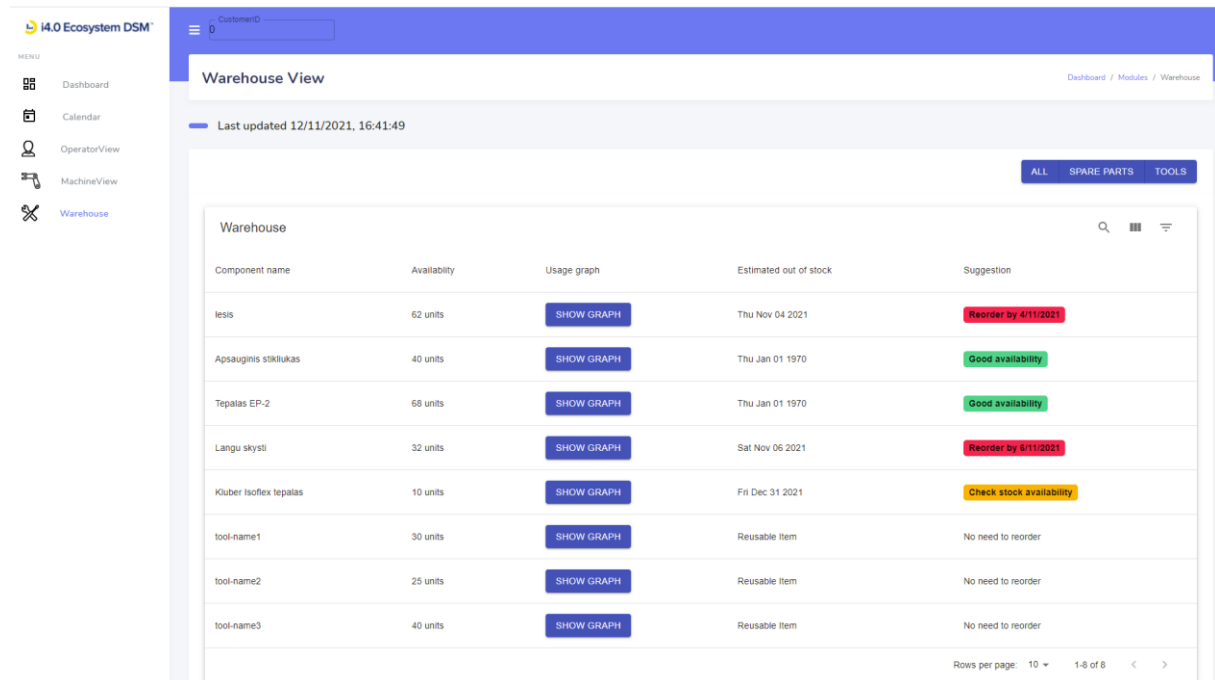 i4.0 Ecosystem DSM
CustomerID
0
MENU
Dashboard
Calendar
OperatorView
MachineView
Warehouse
Warehouse View
Dashboard / Modules / Warehouse
Last updated 12/11/2021, 16:41:49
ALL SPARE PARTS TOOLS
Warehouse
Component name Availablity Usage graph Estimated out of stock Suggestion
Iesis 62 units SHOW GRAPH Thu Nov 04 2021 Reorder by 4/11/2021
Apsauginis stikliukas 40 units SHOW GRAPH Thu Jan 01 1970 Good availability
Tepalas EP-2 68 units SHOW GRAPH Thu Jan 01 1970 Good availability
Langu skysti 32 units SHOW GRAPH Sat Nov 06 2021 Reorder by 6/11/2021
Kluber Isoflex tepalas 10 units SHOW GRAPH Fri Dec 31 2021 Check stock availability
tool-name1 30 units SHOW GRAPH Reusable Item No need to reorder
tool-name2 25 units SHOW GRAPH Reusable Item No need to reorder
tool-name3 40 units SHOW GRAPH Reusable Item No need to reorder
Rows per page: 10 1-8 of 8